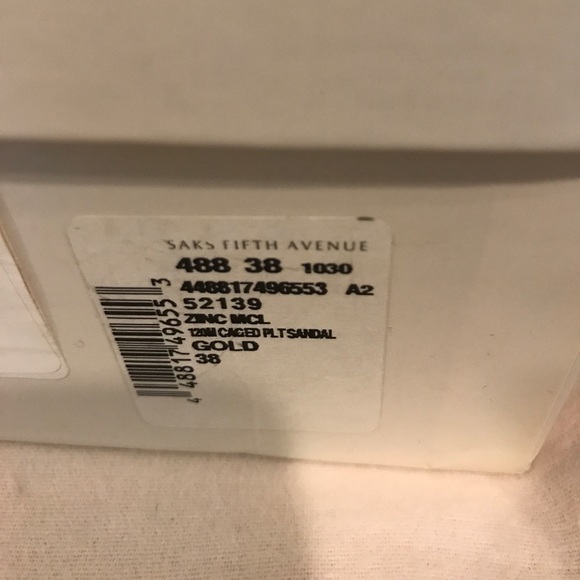 SAKS FIFTH AVENUE
488 38 1030
448817496553 A2
52139
ZINC MCL
120M CAGED PLT SANDAL
GOLD
38
4 48817 49655 3